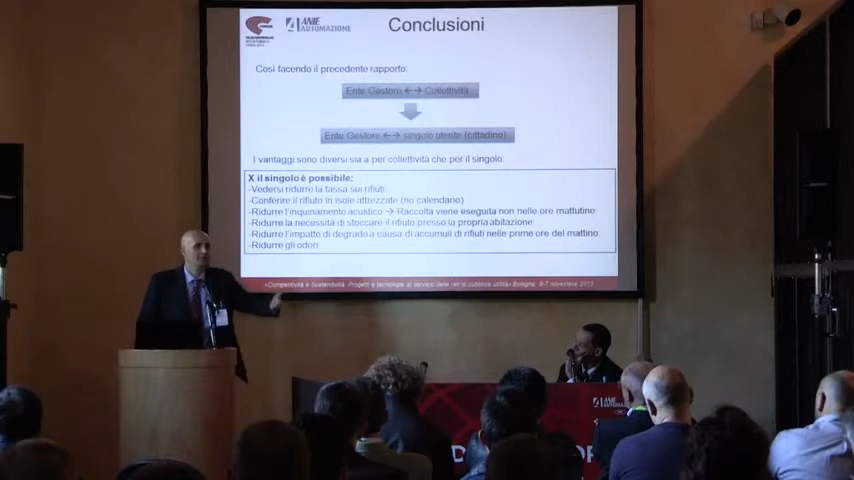 ANIE
AUTOMAZIONE
Conclusioni
Così facendo il precedente rapporto:
Ente Gestore ←→ Collettività
Ente Gestore ←→ singolo utente (cittadino)
I vantaggi sono diversi sia a per collettività che per il singolo:
X il singolo è possibile:
-Vedersi ridurre la tassa sui rifiuti
-Conferire il rifiuto in isole attrezzate (no calendario)
-Ridurre l'inquinamento acustico → Raccolta viene eseguita non nelle ore mattutine
-Ridurre la necessità di stoccare il rifiuto presso la propria abitazione
-Ridurre l'impatto di degrado a causa di accumuli di rifiuti nelle prime ore del mattino
-Ridurre gli odori
«Competitività e Sostenibilità. Progetti e tecnologie al servizio delle reti di pubblica utilità» Bologna, 6-7 novembre 2013
ANIE